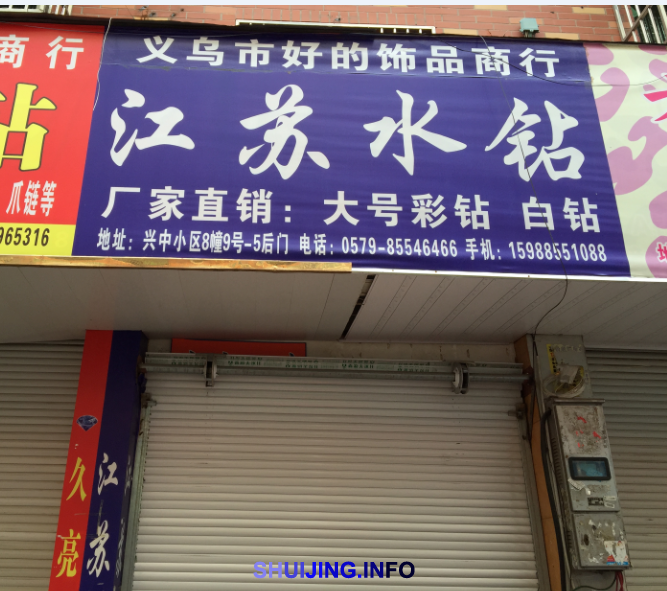 商行
钻
爪链等
965316
义乌市好的饰品商行
江苏水钻
厂家直销：大号彩钻 白钻
地址：兴中小区8幢9号-5后门 电话：0579-85546466 手机：15988551088
久亮
江苏
SHUIJING.INFO